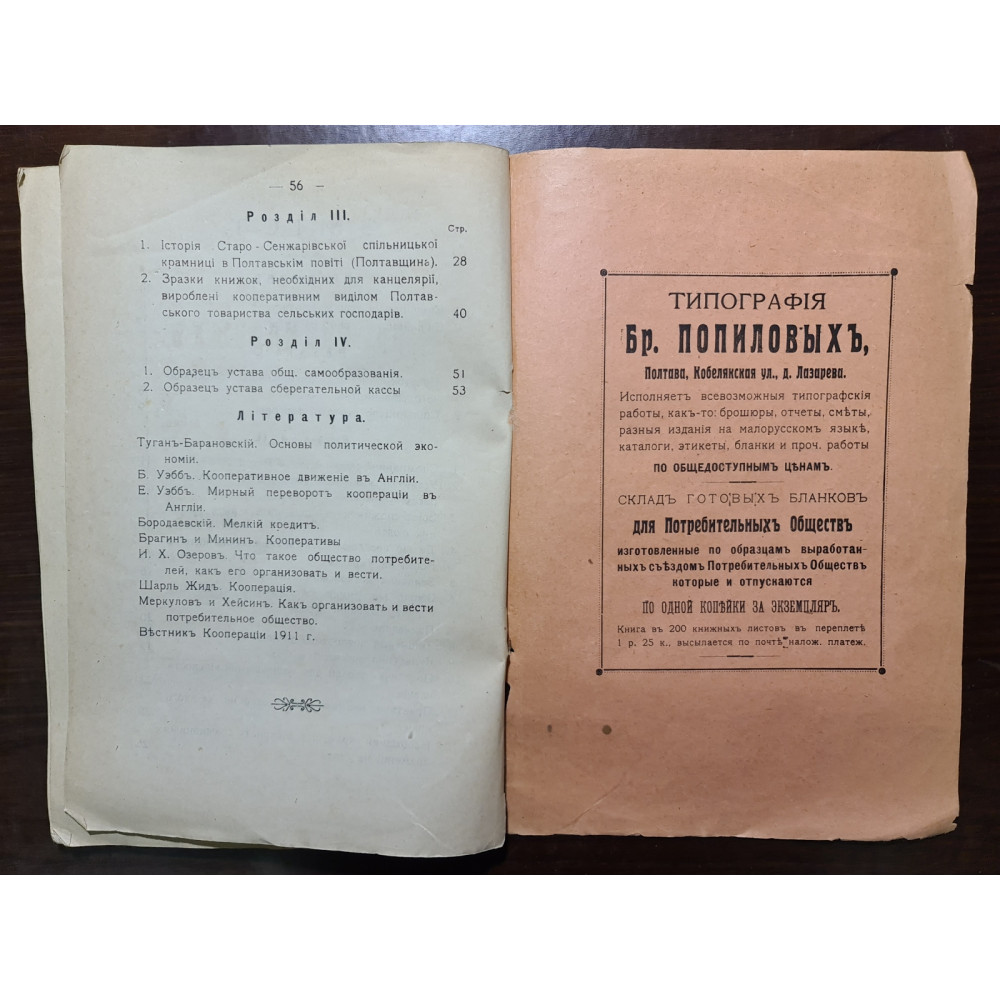 — 56 —
Розділ III.
Стр.
1. Історія Старо-Сенжарівської спільницької
крамниці в Полтавськім повіті (Полтавщина). 28
2. Зразки книжок, необхідних для канцелярії,
вироблені кооперативним виділом Полтав-
ського товариства сельських господарів. 40
Розділ IV.
1. Образецъ устава общ. самообразованія. 51
2. Образецъ устава сберегательной кассы 53
Література.
Туганъ-Барановскій. Основы политической эко-
номіи.
Б. Уэббъ. Кооперативное движеніе въ Англіи.
Е. Уэббъ. Мирный переворотъ кооперации въ
Англіи.
Бородаевскій. Мелкій кредитъ.
Брагинъ и Мининъ. Кооперативы
И. Х. Озеровъ. Что такое общество потребите-
лей, какъ его организовать и вести.
Шарль Жидъ. Кооперація.
Меркуловъ и Хейсинъ. Какъ организовать и вести
потребительное общество.
Вѣстникъ Кооперації 1911 г.
ТИПОГРАФІЯ
Бр. ПОПИЛОВЫХЪ,
Полтава, Кобелякская ул., д. Лазарева.
Исполняетъ всевозможныя типографскія
работы, какъ-то: брошюры, отчеты, смѣты,
разныя изданія на малорусскомъ языкѣ,
каталоги, этикеты, бланки и проч. работы
ПО ОБЩЕДОСТУПНЫМЪ ЦѢНАМЪ.
СКЛАДЪ ГОТОВЫХЪ БЛАНКОВЪ
для Потребительныхъ Обществъ
изготовленные по образцамъ выработан-
ныхъ съѣздомъ Потребительныхъ Обществъ
которые и отпускаются
ПО ОДНОЙ КОПѢЙКИ ЗА ЭКЗЕМПЛЯРЪ.
Книга въ 200 книжныхъ листовъ въ переплетѣ
1 р. 25 к., высылается по почтѣ налож. платеж.